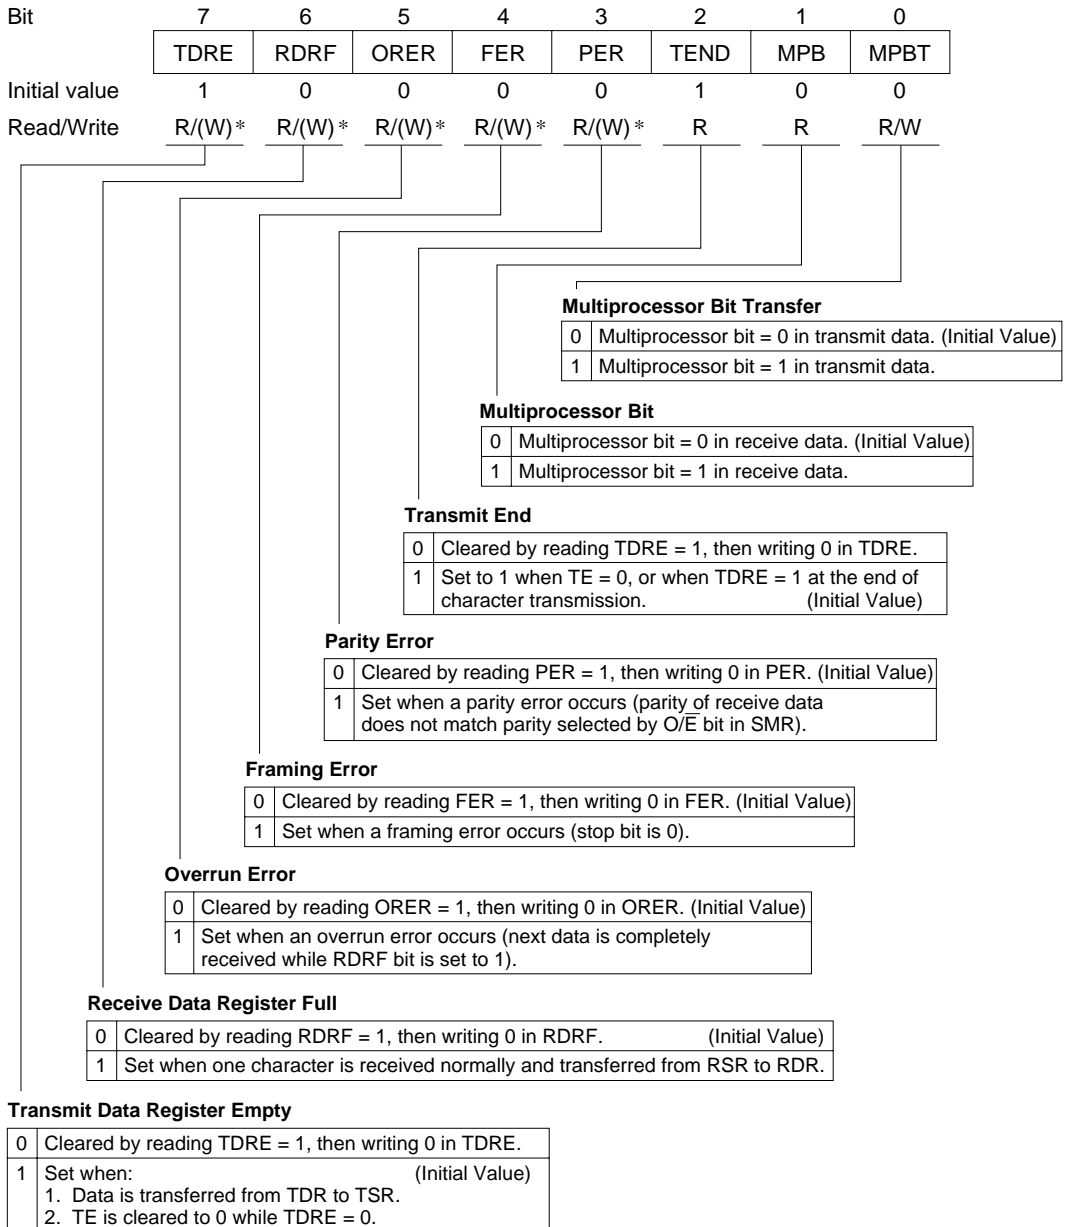 Bit 7 6 5 4 3 2 1 0
TDRE RDRF ORER FER PER TEND MPB MPBT
Initial value 1 0 0 0 0 1 0 0
Read/Write R/(W)* R/(W)* R/(W)* R/(W)* R/(W)* R R R/W
Multiprocessor Bit Transfer
0 Multiprocessor bit = 0 in transmit data. (Initial Value)
1 Multiprocessor bit = 1 in transmit data.
Multiprocessor Bit
0 Multiprocessor bit = 0 in receive data. (Initial Value)
1 Multiprocessor bit = 1 in receive data.
Transmit End
0 Cleared by reading TDRE = 1, then writing 0 in TDRE.
1 Set to 1 when TE = 0, or when TDRE = 1 at the end of
character transmission. (Initial Value)
Parity Error
0 Cleared by reading PER = 1, then writing 0 in PER. (Initial Value)
1 Set when a parity error occurs (parity of receive data
does not match parity selected by O/E̅ bit in SMR).
Framing Error
0 Cleared by reading FER = 1, then writing 0 in FER. (Initial Value)
1 Set when a framing error occurs (stop bit is 0).
Overrun Error
0 Cleared by reading ORER = 1, then writing 0 in ORER. (Initial Value)
1 Set when an overrun error occurs (next data is completely
received while RDRF bit is set to 1).
Receive Data Register Full
0 Cleared by reading RDRF = 1, then writing 0 in RDRF. (Initial Value)
1 Set when one character is received normally and transferred from RSR to RDR.
Transmit Data Register Empty
0 Cleared by reading TDRE = 1, then writing 0 in TDRE.
1 Set when: (Initial Value)
1. Data is transferred from TDR to TSR.
2. TE is cleared to 0 while TDRE = 0.